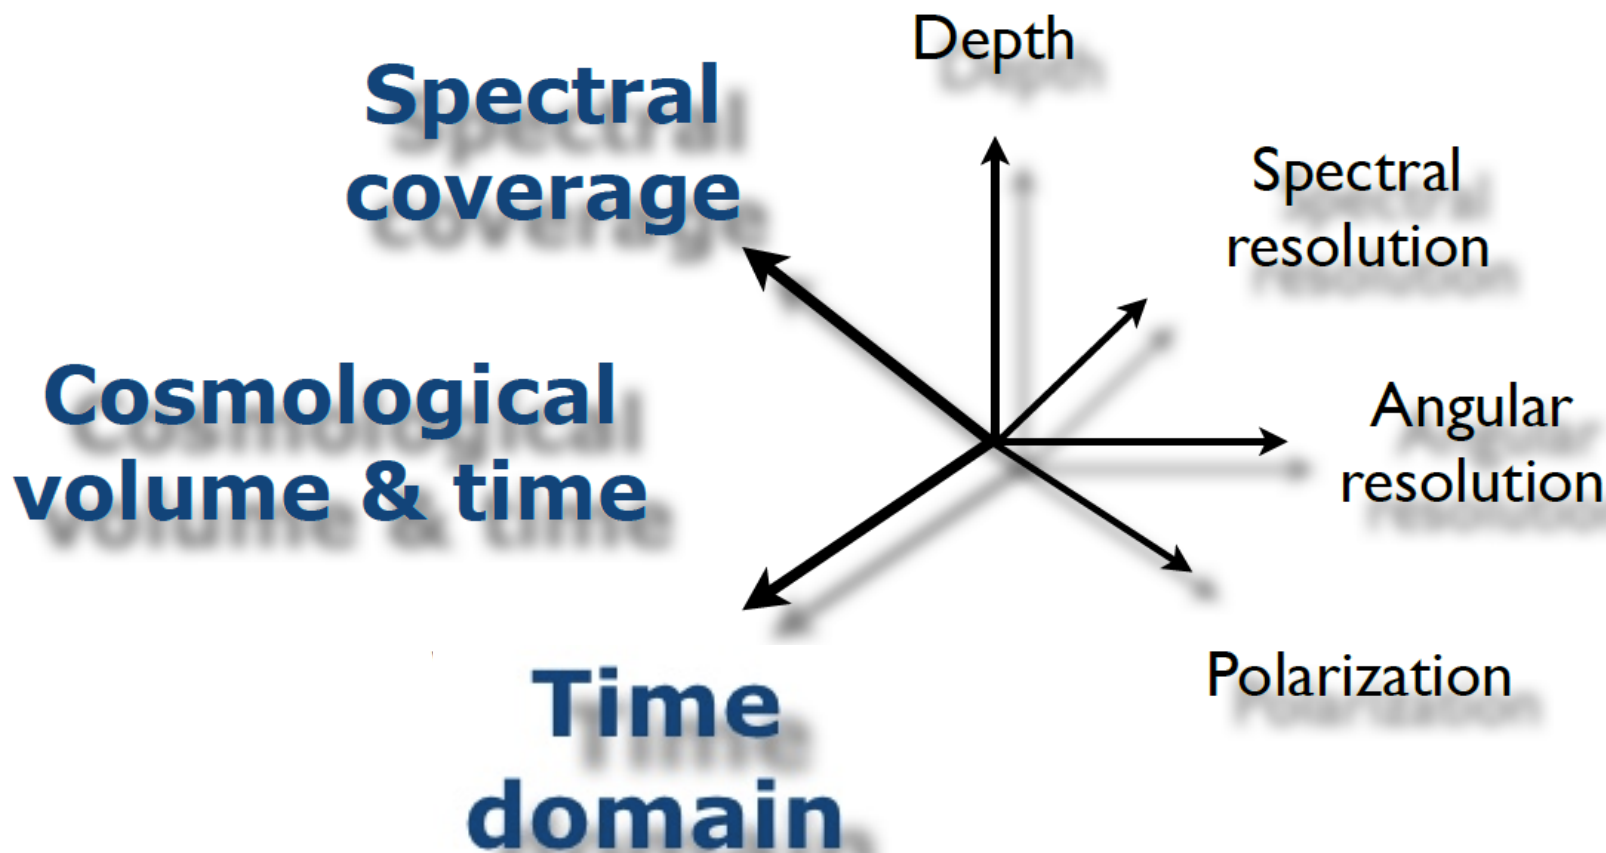 Depth
Spectral
coverage
Spectral
resolution
Cosmological
volume & time
Angular
resolution
Time
domain
Polarization